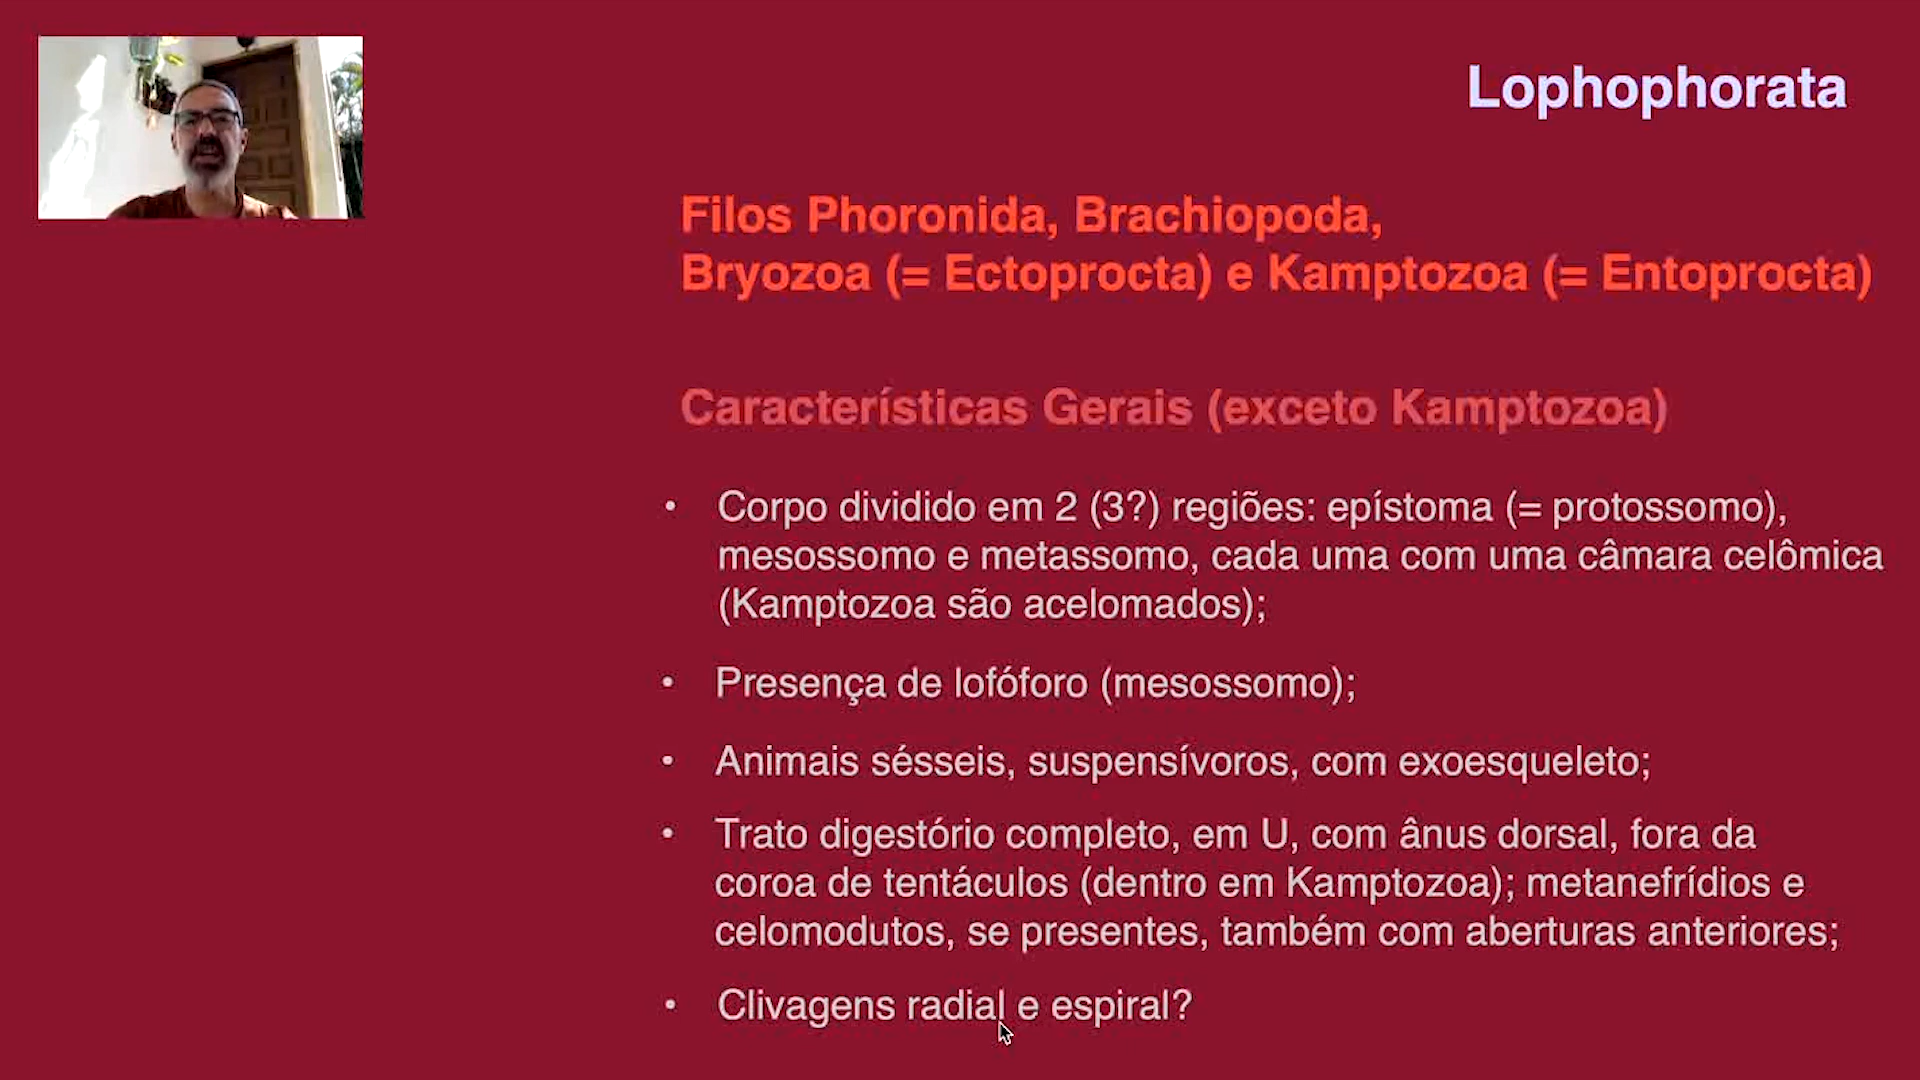 Lophophorata
Filos Phoronida, Brachiopoda,
Bryozoa (= Ectoprocta) e Kamptozoa (= Entoprocta)
Características Gerais (exceto Kamptozoa)
• Corpo dividido em 2 (3?) regiões: epístoma (= protossomo),
mesossomo e metassomo, cada uma com uma câmara celômica
(Kamptozoa são acelomados);
• Presença de lofóforo (mesossomo);
• Animais sésseis, suspensívoros, com exoesqueleto;
• Trato digestório completo, em U, com ânus dorsal, fora da
coroa de tentáculos (dentro em Kamptozoa); metanefrídios e
celomodutos, se presentes, também com aberturas anteriores;
• Clivagens radial e espiral?